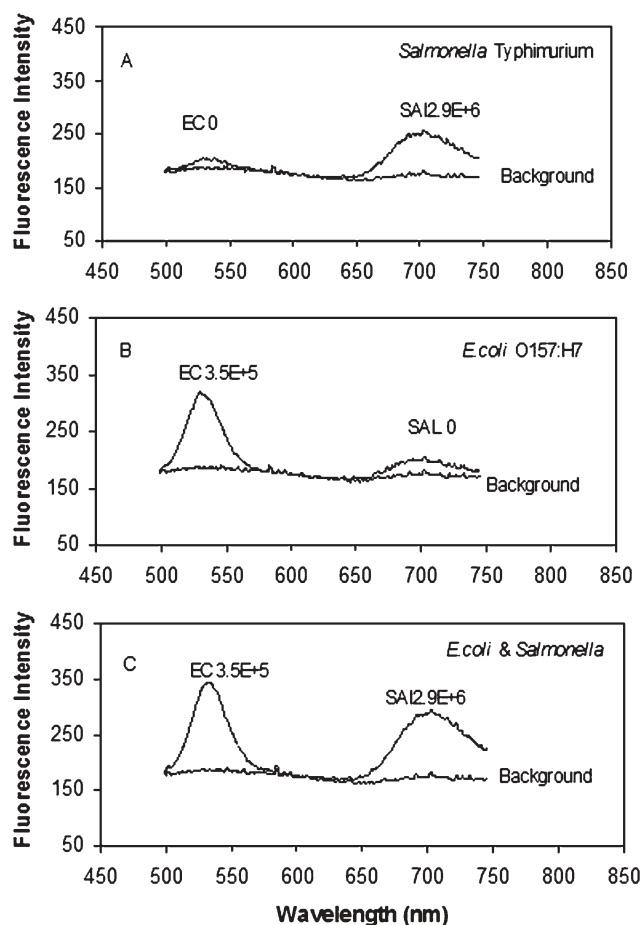 450
A
Salmonella Typhimurium
350
EC 0
SAl2.9E+6
250
Background
150
50
450 500 550 600 650 700 750 800 850
Fluorescence Intensity
450
B
E.coli O157:H7
EC 3.5E+5
350
SAL 0
250
Background
150
50
450 500 550 600 650 700 750 800 850
Fluorescence Intensity
450
C
E.coli & Salmonella
EC 3.5E+5
350
SAl2.9E+6
250
Background
150
50
450 500 550 600 650 700 750 800 850
Fluorescence Intensity
Wavelength (nm)